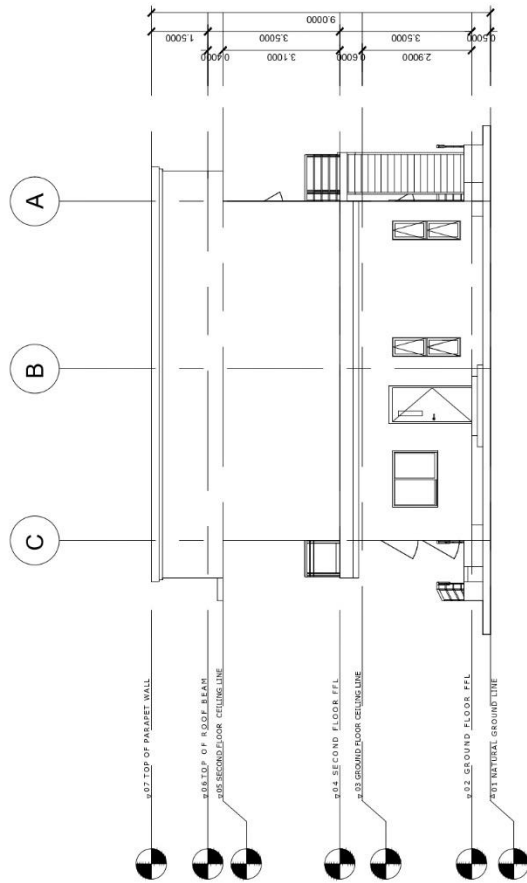 9.0000
1.5000
3.5000
3.5000
0.5000
0.4000
3.1000
0.6000
2.9000
A
B
C
07 TOP OF PARAPET WALL
06 TOP OF ROOF BEAM
05 SECOND FLOOR CEILING LINE
04 SECOND FLOOR FFL
03 GROUND FLOOR CEILING LINE
02 GROUND FFL
01 NATURAL GROUND LINE